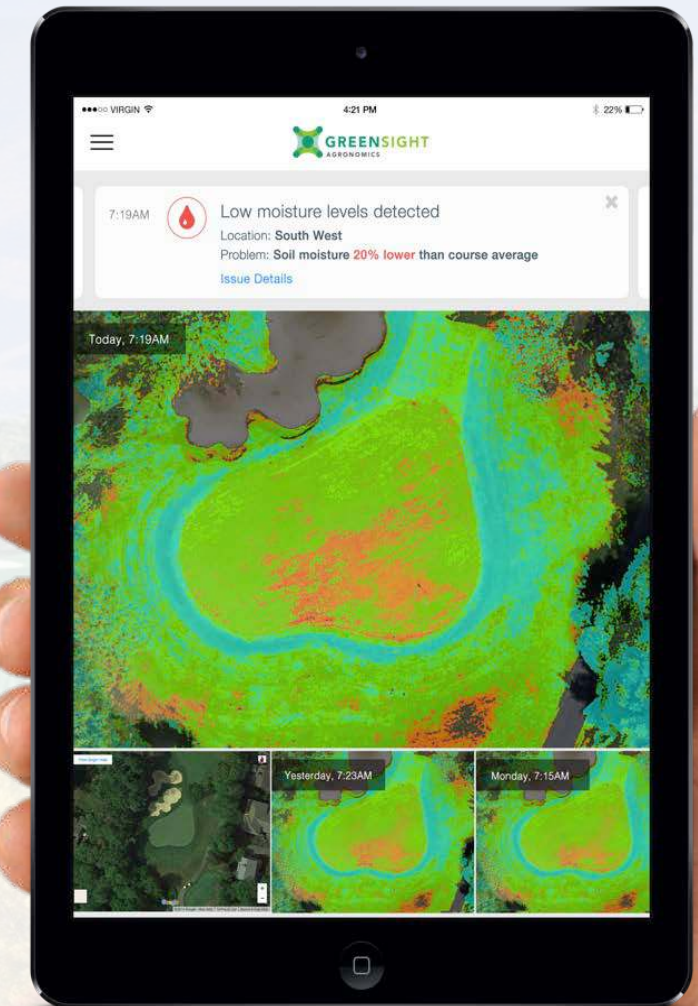 VIRGIN
4:21 PM
22%
GREENSIGHT
AGRONOMICS
7:19AM
Low moisture levels detected
Location: South West
Problem: Soil moisture 20% lower than course average
Issue Details
Today, 7:19AM
Yesterday, 7:23AM
Monday, 7:15AM
Google